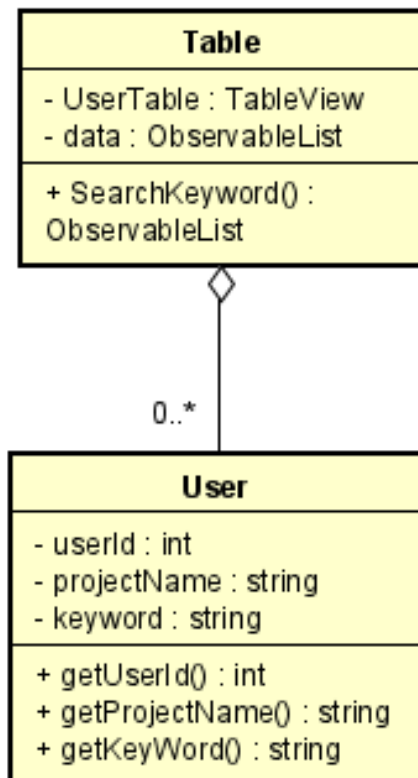 Table
- UserTable : TableView
- data : ObservableList
+ SearchKeyword() :
ObservableList
0..*
User
- userId : int
- projectName : string
- keyword : string
+ getUserId() : int
+ getProjectName() : string
+ getKeyWord() : string